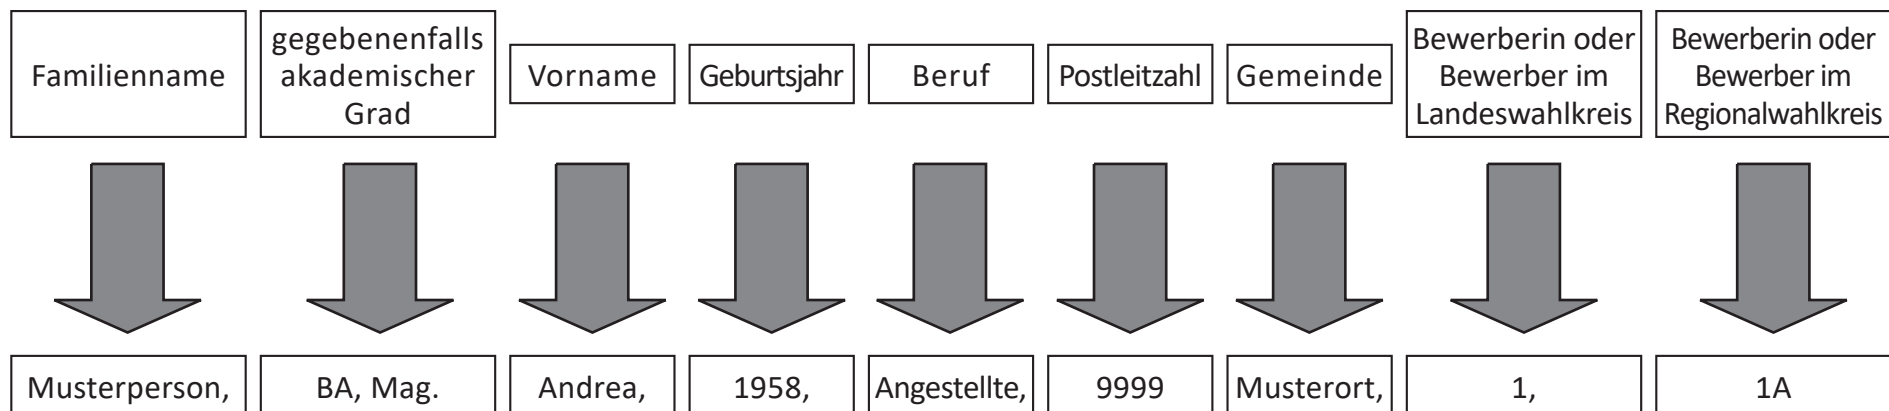 Familienname
gegebenenfalls
akademischer
Grad
Vorname
Geburtsjahr
Beruf
Postleitzahl
Gemeinde
Bewerberin oder
Bewerber im
Landeswahlkreis
Bewerberin oder
Bewerber im
Regionalwahlkreis
Musterperson,
BA, Mag.
Andrea,
1958,
Angestellte,
9999
Musterort,
1,
1A